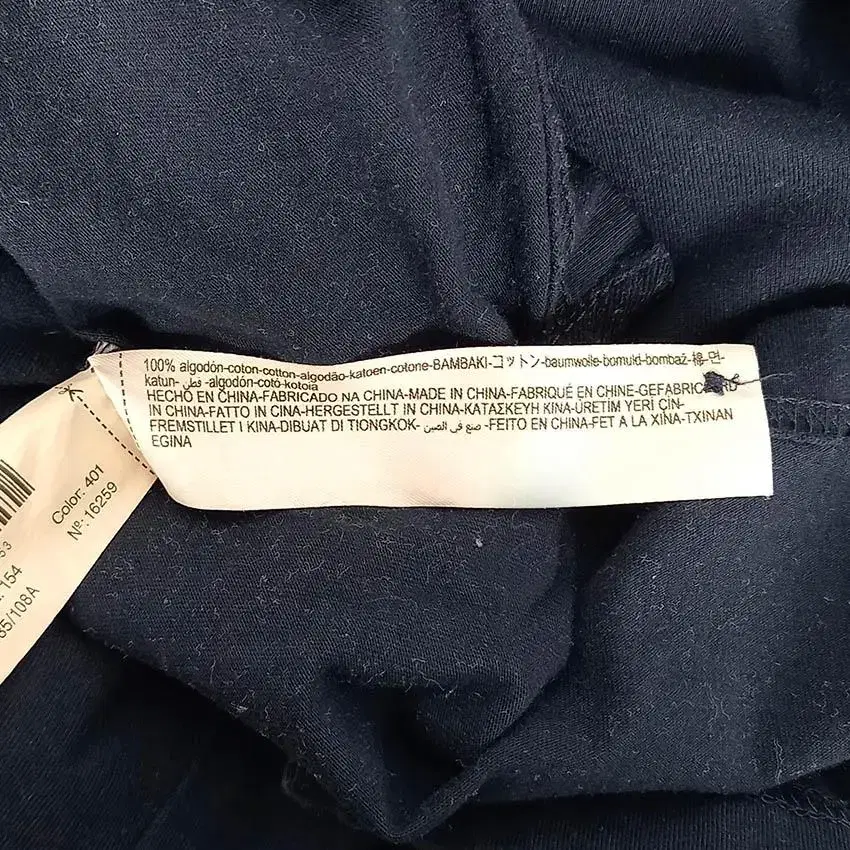 100% algodón-coton-cotton-algodão-katoen-cotone-BAMBAKI-コットン-baumwolle-bomuld-bombaž-棉-면-
katun- قطن -algodón-cotó-kotoia
HECHO EN CHINA-FABRICADO NA CHINA-MADE IN CHINA-FABRIQUÉ EN CHINE-GEFABRIC
IN CHINA-FATTO IN CINA-HERGESTELLT IN CHINA-ΚΑΤΑΣΚΕΥΗ ΚΙΝΑ-ÜRETİM YERİ ÇİN-
FREMSTILLET I KINA-DIBUAT DI TIONGKOK- صنع في الصين -FEITO EN CHINA-FET A LA XINA-TXINAN
EGINA
Color: 401
Nº: 16259
53
154
85/108A